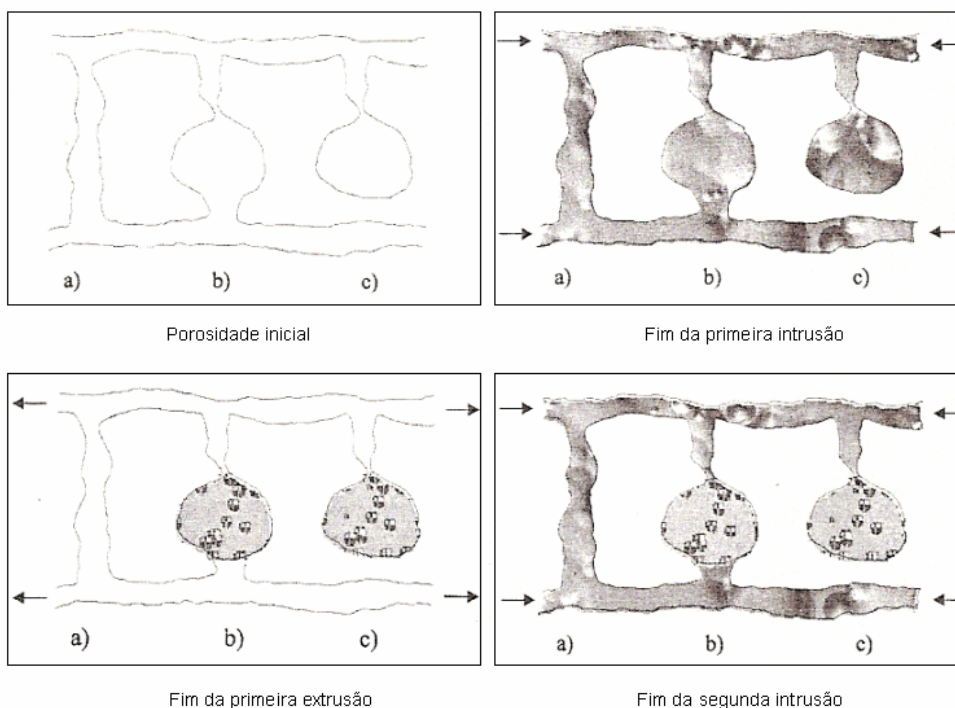 a) b) c)
a) b) c)
Porosidade inicial
Fim da primeira intrusão
a) b) c)
a) b) c)
Fim da primeira extrusão
Fim da segunda intrusão